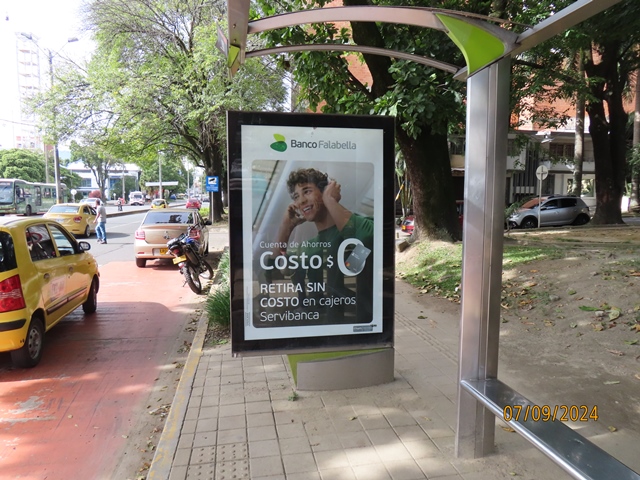 Banco Falabella
Cuenta de Ahorros
Costo $0
RETIRA SIN
COSTO en cajeros
Servibanca
07/09/2024